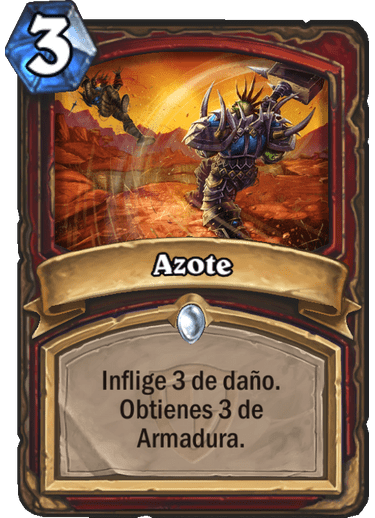 3
Azote
Inflige 3 de daño.
Obtienes 3 de
Armadura.